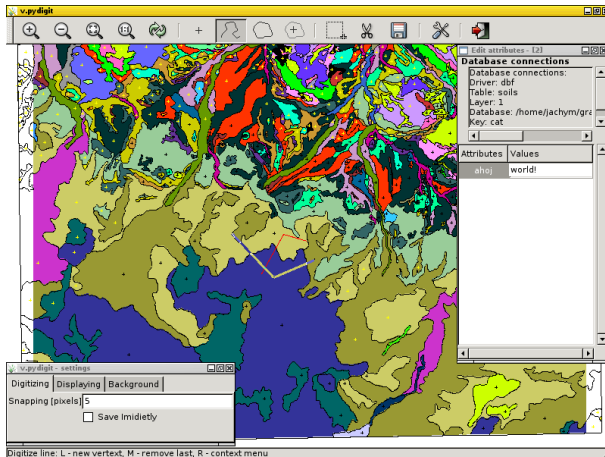 v.pydigit
Edit attributes - (2)
Database connections
Database connections:
Driver: dbf
Table: soils
Layer: 1
Database: /home/jachym/gra
Key: cat
Attributes Values
ahoj world!
v.pydigit - settings
Digitizing Displaying Background
Snapping [pixels] 5
Save Imidietly
Digitize line: L - new vertext, M - remove last, R - context menu